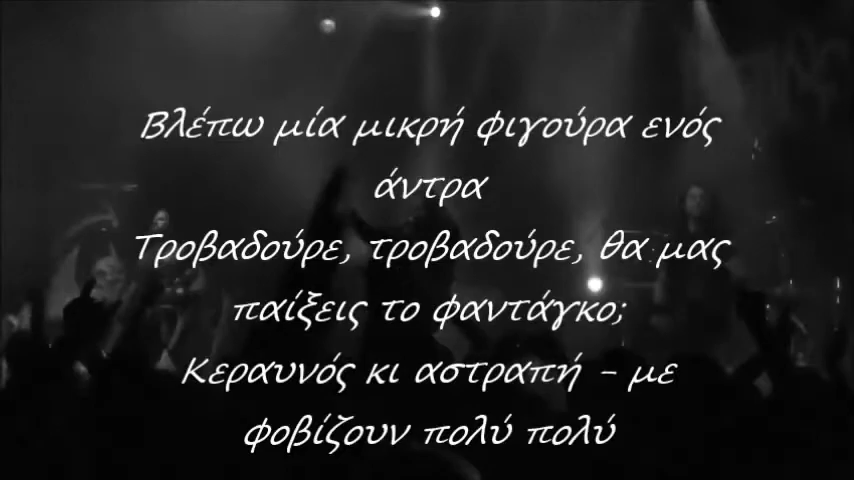 Βλέπω μία μικρή φιγούρα ενός
άντρα
Τροβαδούρε, τροβαδούρε, θα μας
παίξεις το φαντάγκο;
Κεραυνός κι αστραπή - με
φοβίζουν πολύ πολύ